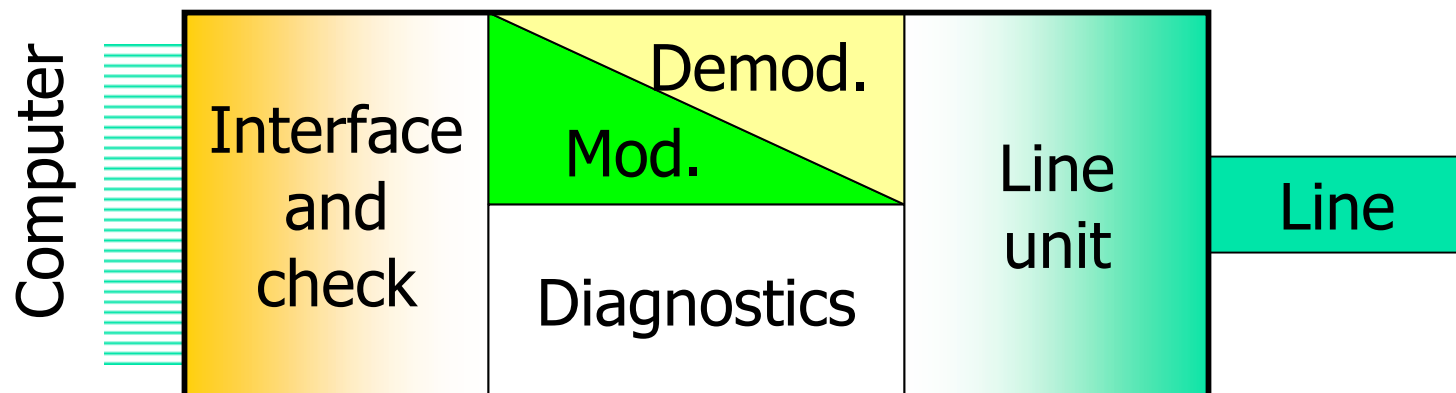 Computer
Interface
and
check
Demod.
Mod.
Diagnostics
Line
unit
Line